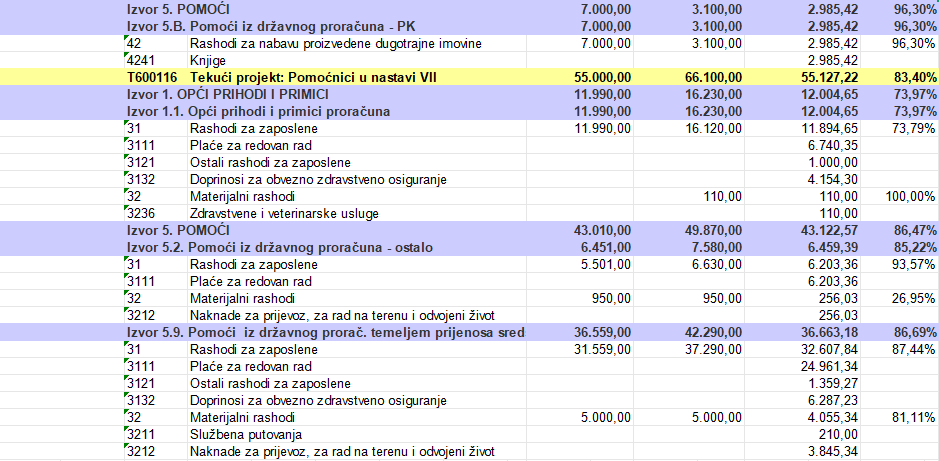 Izvor 5. POMOĆI 7.000,00 3.100,00 2.985,42 96,30%
Izvor 5.B. Pomoći iz državnog proračuna - PK 7.000,00 3.100,00 2.985,42 96,30%
42 Rashodi za nabavu proizvedene dugotrajne imovine 7.000,00 3.100,00 2.985,42 96,30%
4241 Knjige 2.985,42
T600116 Tekući projekt: Pomoćnici u nastavi VII 55.000,00 66.100,00 55.127,22 83,40%
Izvor 1. OPĆI PRIHODI I PRIMICI 11.990,00 16.230,00 12.004,65 73,97%
Izvor 1.1. Opći prihodi i primici proračuna 11.990,00 16.230,00 12.004,65 73,97%
31 Rashodi za zaposlene 11.990,00 16.120,00 11.894,65 73,79%
3111 Plaće za redovan rad 6.740,35
3121 Ostali rashodi za zaposlene 1.000,00
3132 Doprinosi za obvezno zdravstveno osiguranje 4.154,30
32 Materijalni rashodi 110,00 110,00 100,00%
3236 Zdravstvene i veterinarske usluge 110,00
Izvor 5. POMOĆI 43.010,00 49.870,00 43.122,57 86,47%
Izvor 5.2. Pomoći iz državnog proračuna - ostalo 6.451,00 7.580,00 6.459,39 85,22%
31 Rashodi za zaposlene 5.501,00 6.630,00 6.203,36 93,57%
3111 Plaće za redovan rad 6.203,36
32 Materijalni rashodi 950,00 950,00 256,03 26,95%
3212 Naknade za prijevoz, za rad na terenu i odvojeni život 256,03
Izvor 5.9. Pomoći  iz državnog prorač. temeljem prijenosa sred 36.559,00 42.290,00 36.663,18 86,69%
31 Rashodi za zaposlene 31.559,00 37.290,00 32.607,84 87,44%
3111 Plaće za redovan rad 24.961,34
3121 Ostali rashodi za zaposlene 1.359,27
3132 Doprinosi za obvezno zdravstveno osiguranje 6.287,23
32 Materijalni rashodi 5.000,00 5.000,00 4.055,34 81,11%
3211 Službena putovanja 210,00
3212 Naknade za prijevoz, za rad na terenu i odvojeni život 3.845,34